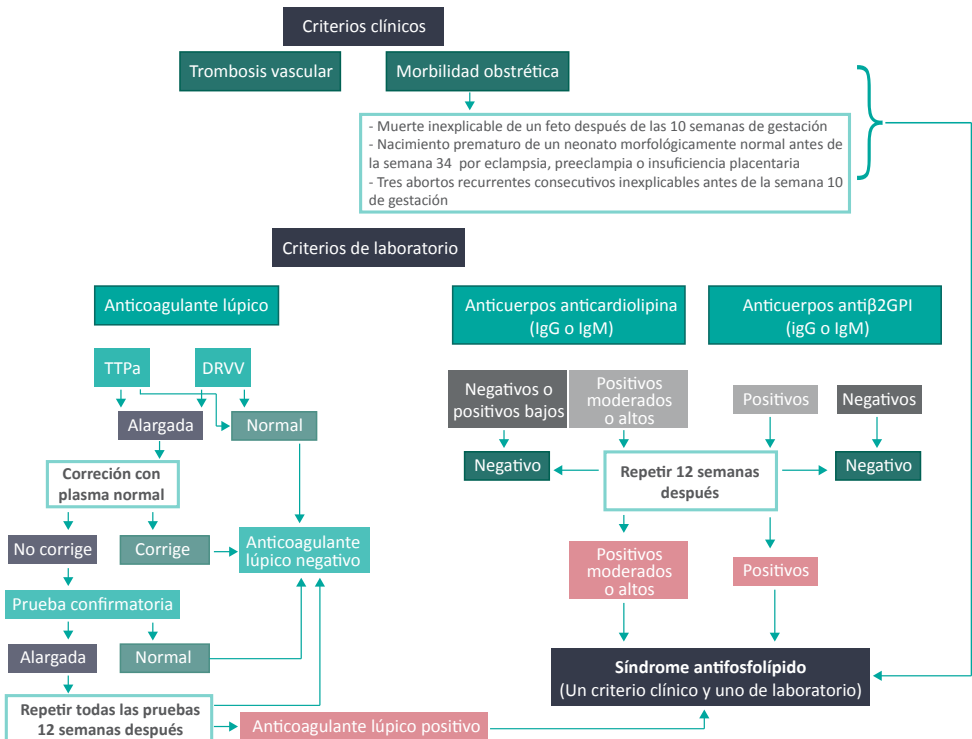 Criterios clínicos
Trombosis vascular
Morbilidad obstrética
- Muerte inexplicable de un feto después de las 10 semanas de gestación
- Nacimiento prematuro de un neonato morfológicamente normal antes de
la semana 34 por eclampsia, preeclampia o insuficiencia placentaria
- Tres abortos recurrentes consecutivos inexplicables antes de la semana 10
de gestación
Criterios de laboratorio
Anticoagulante lúpico
Anticuerpos anticardiolipina
(IgG o IgM)
Anticuerpos antiβ2GPI
(igG o IgM)
TTPa
DRVV
Alargada
Normal
Correción con
plasma normal
No corrige
Corrige
Anticoagulante
lúpico negativo
Prueba confirmatoria
Alargada
Normal
Repetir todas las pruebas
12 semanas después
Anticoagulante lúpico positivo
Negativos o
positivos bajos
Positivos
moderados
o altos
Positivos
Negativos
Negativo
Repetir 12 semanas
después
Negativo
Positivos
moderados
o altos
Positivos
Síndrome antifosfolípido
(Un criterio clínico y uno de laboratorio)